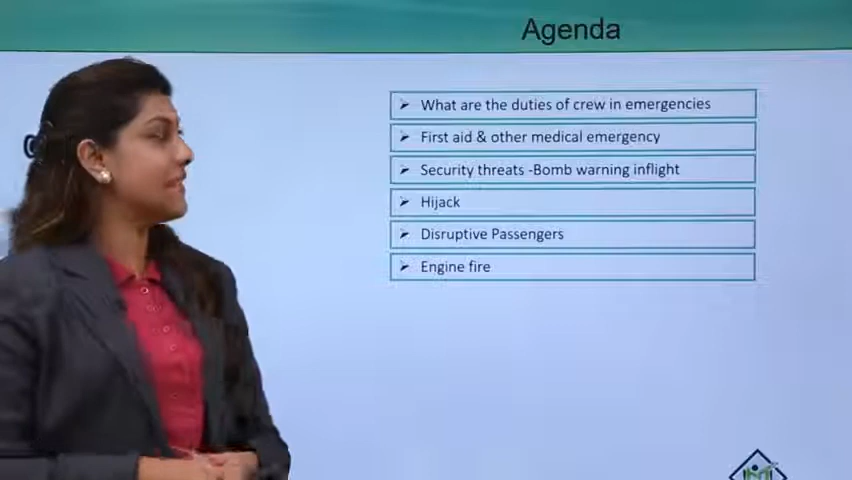 Agenda
What are the duties of crew in emergencies
First aid & other medical emergency
Security threats -Bomb warning inflight
Hijack
Disruptive Passengers
Engine fire